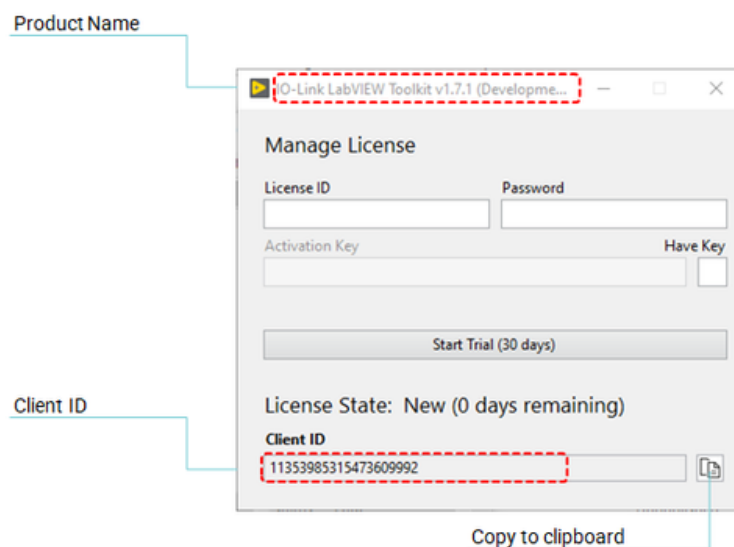 Product Name
IO-Link LabVIEW Toolkit v1.7.1 (Developme...
Manage License
License ID Password
Activation Key Have Key
Start Trial (30 days)
Client ID
License State: New (0 days remaining)
Client ID
11353985315473609992
Copy to clipboard